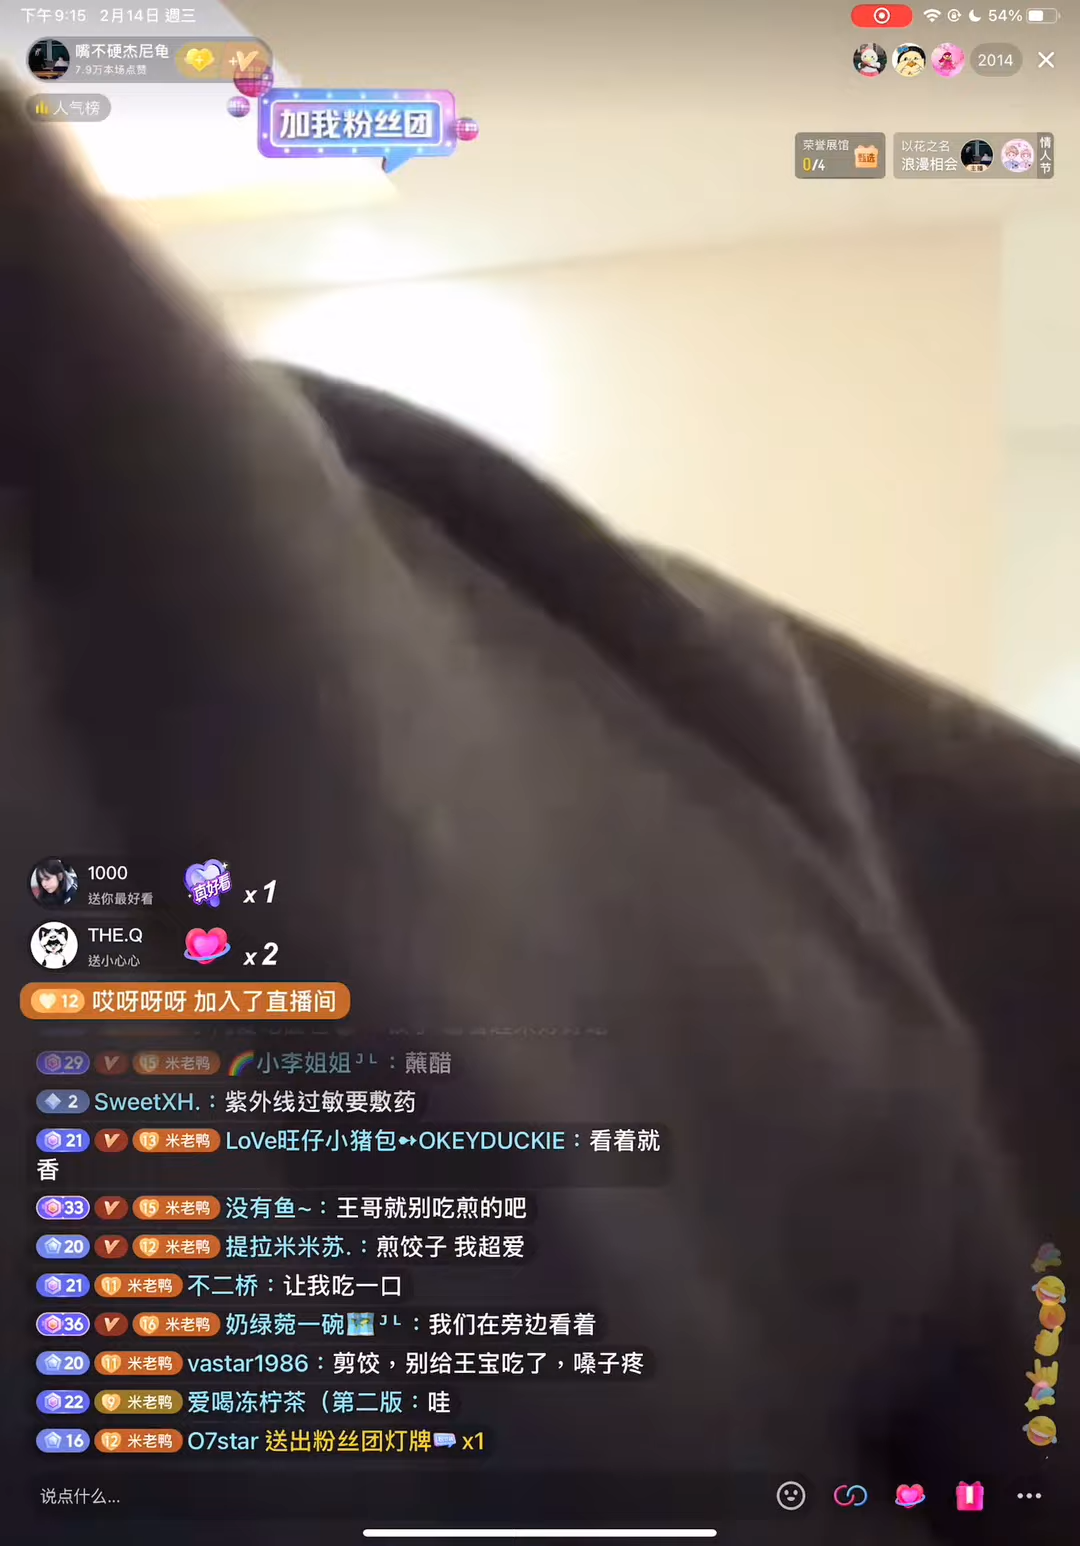 下午9:15 2月14日 週三
54%
嘴不硬杰尼龟
7.9万本场点赞
2014
人气榜
加我粉丝团
荣誉展馆
0/4
甄选
以花之名
浪漫相会
主播
情人节
1000
送你最好看
真好看
x 1
THE.Q
送小心心
x 2
12 哎呀呀呀 加入了直播间
29 V 15 米老鸭 🌈小李姐姐ᴶᴸ：蘸醋
2 SweetXH.：紫外线过敏要敷药
21 V 13 米老鸭 LoVe旺仔小猪包➻OKEYDUCKIE：看着就
香
33 V 15 米老鸭 没有鱼~：王哥就别吃煎的吧
20 V 12 米老鸭 提拉米米苏.：煎饺子 我超爱
21 11 米老鸭 不二桥：让我吃一口
36 V 16 米老鸭 奶绿菀一碗ᴶᴸ：我们在旁边看着
20 11 米老鸭 vastar1986：剪饺，别给王宝吃了，嗓子疼
22 9 米老鸭 爱喝冻柠茶（第二版：哇
16 12 米老鸭 O7star 送出粉丝团灯牌 x1
说点什么...